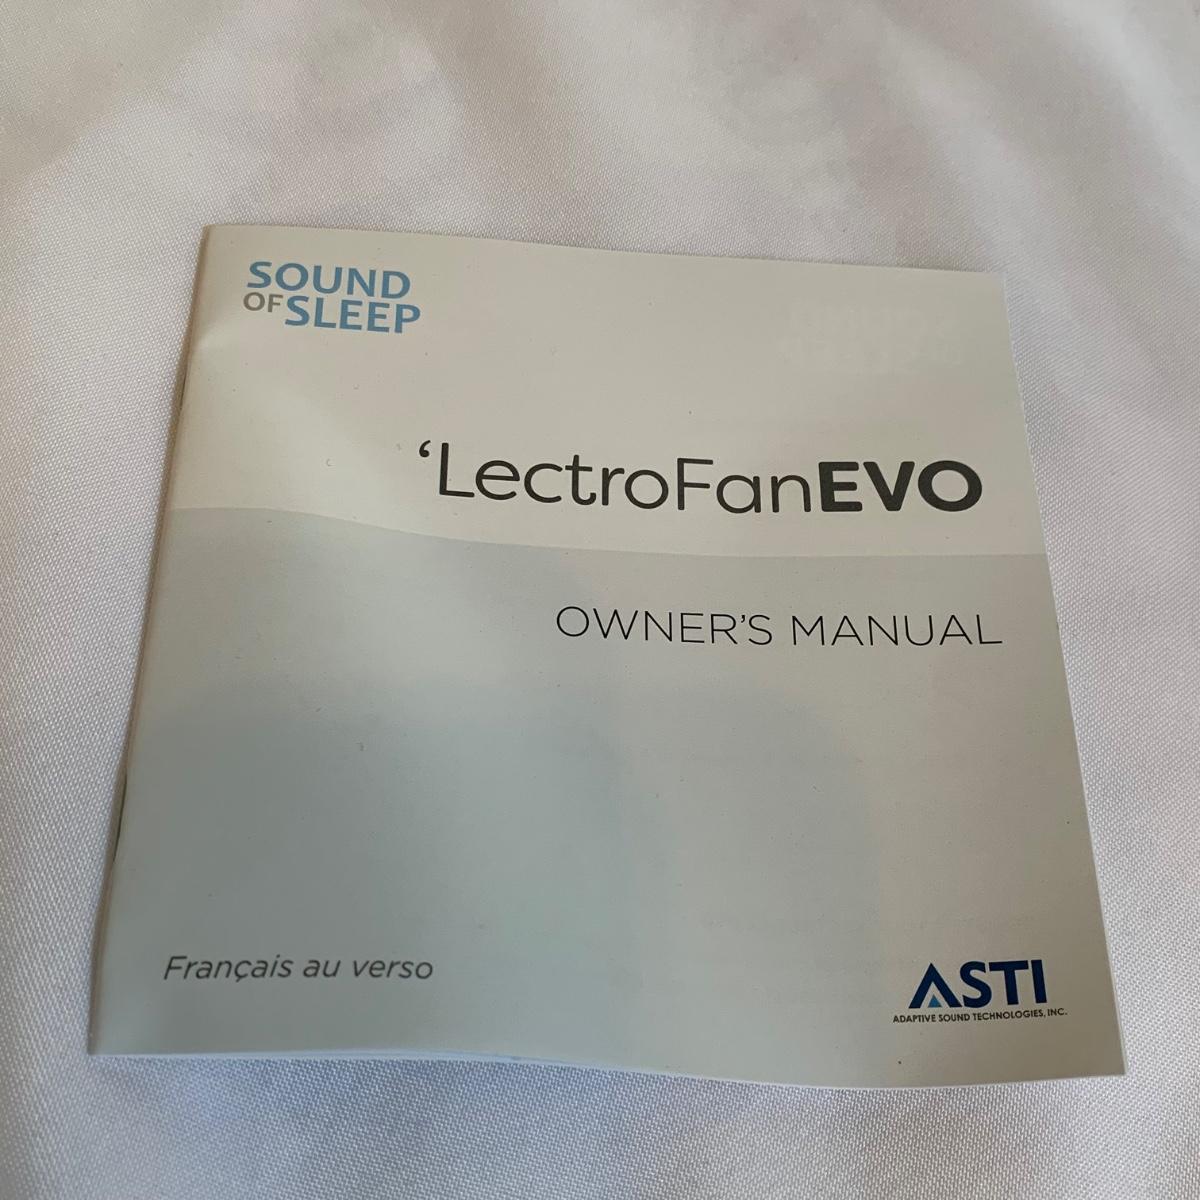 SOUND
OF SLEEP
‘LectroFanEVO
OWNER’S MANUAL
Français au verso
ASTI
ADAPTIVE SOUND TECHNOLOGIES, INC.